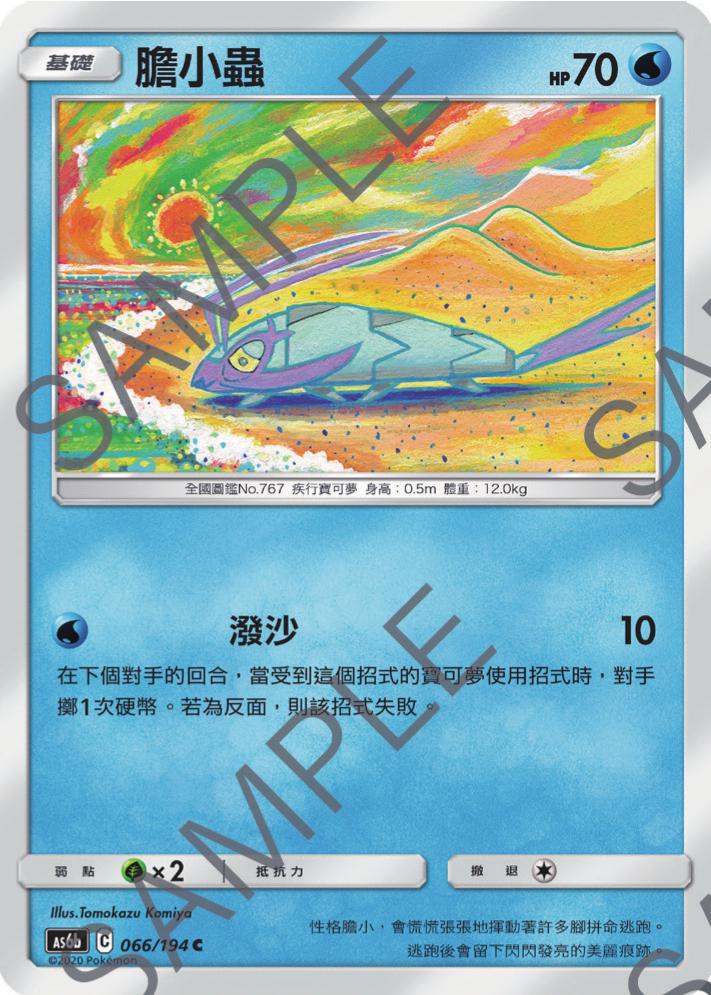 基礎 膽小蟲 HP70
全國圖鑑No.767 疾行寶可夢 身高：0.5m 體重：12.0kg
潑沙 10
在下個對手的回合，當受到這個招式的寶可夢使用招式時，對手
擲1次硬幣。若為反面，則該招式失敗。
弱點 ×2 抵抗力 撤退
Illus.Tomokazu Komiya
性格膽小，會慌慌張張地揮動著許多腳拼命逃跑。
AS6b C 066/194 C
逃跑後會留下閃閃發亮的美麗痕跡。
©2020 Pokémon
SAMPLE
SAMPLE
SA